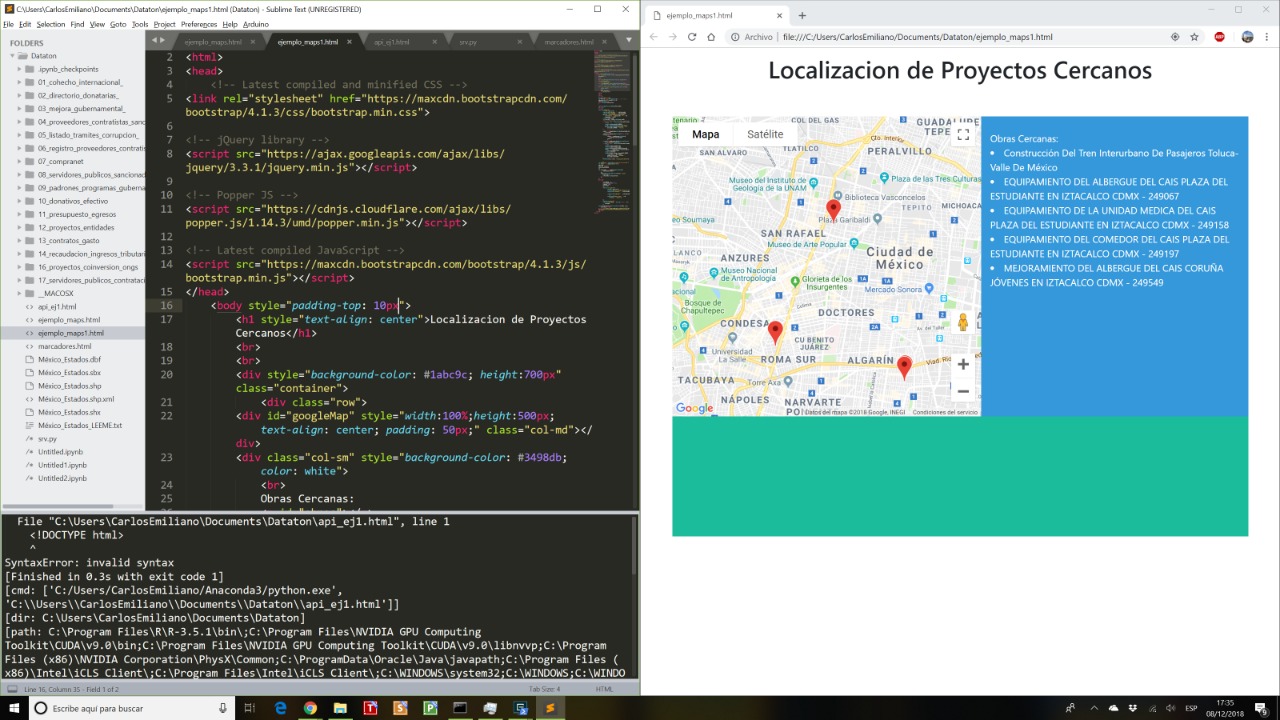 C:\Users\CarlosEmiliano\Documents\Dataton\ejemplo_maps1.html (Dataton) - Sublime Text (UNREGISTERED)
File Edit Selection Find View Goto Tools Project Preferences Help Arduino
FOLDERS
Dataton
.ipynb_checkpoints
01_colectivo_internacional_
02_directorio_donatarias_
03_mejora_gubernamental_
04_proveedores_contratistas_sanc
05_listado_tramites_corrupcion_
06_registro_
07_compranet
08_servidores_publicos_sancionad
09_padrones_programas_guberna
10_donativos_efectivo
11_presupuesto_egresos
12_proyectos_entidades
13_contratos_gasto
14_recaudacion_ingresos_tributari
15_proyectos_coinversion_ongs
17_servidores_publicos_contrataci
__MACOSX
api_ej1.html
ejemplo_maps.html
ejemplo_maps1.html
marcadores.html
México_Estados.dbf
México_Estados.sbx
México_Estados.shp
México_Estados.shp.xml
México_Estados.shx
México_Estados_LEEME.txt
srv.py
Untitled.ipynb
Untitled1.ipynb
Untitled2.ipynb
ejemplo_maps.html ejemplo_maps1.html api_ej1.html srv.py marcadores.html
2 <html>
3 <head>
4 <!-- Latest compiled and minified CSS -->
5 <link rel="stylesheet" href="https://maxcdn.bootstrapcdn.com/
bootstrap/4.1.3/css/bootstrap.min.css">
6
7 <!-- jQuery library -->
8 <script src="https://ajax.googleapis.com/ajax/libs/
jquery/3.3.1/jquery.min.js"></script>
9
10 <!-- Popper JS -->
11 <script src="https://cdnjs.cloudflare.com/ajax/libs/
popper.js/1.14.3/umd/popper.min.js"></script>
12
13 <!-- Latest compiled JavaScript -->
14 <script src="https://maxcdn.bootstrapcdn.com/bootstrap/4.1.3/js/
bootstrap.min.js"></script>
15 </head>
16 <body style="padding-top: 10px">
17 <h1 style="text-align: center">Localizacion de Proyectos
Cercanos</h1>
18 <br>
19 <br>
20 <div style="background-color: #1abc9c; height:700px"
class="container">
21 <div class="row">
22 <div id="googleMap" style="width:100%;height:500px;
text-align: center; padding: 50px;" class="col-md"></
div>
23 <div class="col-sm" style="background-color: #3498db;
color: white">
24 <br>
25 Obras Cercanas:
File "C:\Users\CarlosEmiliano\Documents\Dataton\api_ej1.html", line 1
<!DOCTYPE html>
^
SyntaxError: invalid syntax
[Finished in 0.3s with exit code 1]
[cmd: ['C:/Users/CarlosEmiliano/Anaconda3/python.exe',
'C:\\Users\\CarlosEmiliano\\Documents\\Dataton\\api_ej1.html']]
[dir: C:\Users\CarlosEmiliano\Documents\Dataton]
[path: C:\Program Files\R\R-3.5.1\bin\;C:\Program Files\NVIDIA GPU Computing
Toolkit\CUDA\v9.0\bin;C:\Program Files\NVIDIA GPU Computing Toolkit\CUDA\v9.0\libnvvp;C:\Program
Files (x86)\NVIDIA Corporation\PhysX\Common;C:\ProgramData\Oracle\Java\javapath;C:\Program Files (
x86)\Intel\iCLS Client\;C:\Program Files\Intel\iCLS Client\;C:\WINDOWS\system32;C:\WINDOWS;C:\WINDO
Line 16, Column 35 - Field 1 of 2
Tab Size: 4
HTML
ejemplo_maps1.html
Archivo | file:///C:/Users/CarlosEmiliano/Documents/Dataton/ejemplo_maps1.html
Localizacion de Proyectos Cercanos
Mapa Satélite
COL DEL GAS
GUADALUPE
TEPE
SAN ALVARO
TLATILCO
PERALVILLO
Museo del Instituto de
Geología de la UNAM
Plaza de las Tres Culturas
Biblioteca Vasconcelos
eo Soumaya
Plaza Garibaldi
SAN RAFAEL
Museo de Arte Popular
ANZURES
Ciudad de
México
Museo Nacional
de Antropología
Glorieta de los
Insurgentes
Mercado Sonora
Bosque de
Chapultepec
DOCTORES
CONDESA
CU BENITO
JUÁREZ
Universidad
La Salle
ROMA SUR
ALGARÍN
TACUBAYA
Torre Axa
NÁPOLES
NARVARTE
PO
Google
Datos del mapa ©2018 Google, INEGI
Condiciones del servicio
Obras Cercanas:
• Construcción Del Tren Interurbano De Pasajeros Toluca-
Valle De México
• EQUIPAMIENTO DEL ALBERGUE DEL CAIS PLAZA DEL
ESTUDIANTE EN IZTACALCO CDMX - 249067
• EQUIPAMIENTO DE LA UNIDAD MEDICA DEL CAIS
PLAZA DEL ESTUDIANTE EN IZTACALCO CDMX - 249158
• EQUIPAMIENTO DEL COMEDOR DEL CAIS PLAZA DEL
ESTUDIANTE EN IZTACALCO CDMX - 249197
• MEJORAMIENTO DEL ALBERGUE DEL CAIS CORUÑA
JÓVENES EN IZTACALCO CDMX - 249549
Escribe aquí para buscar
ESP
17:35
08/12/2018